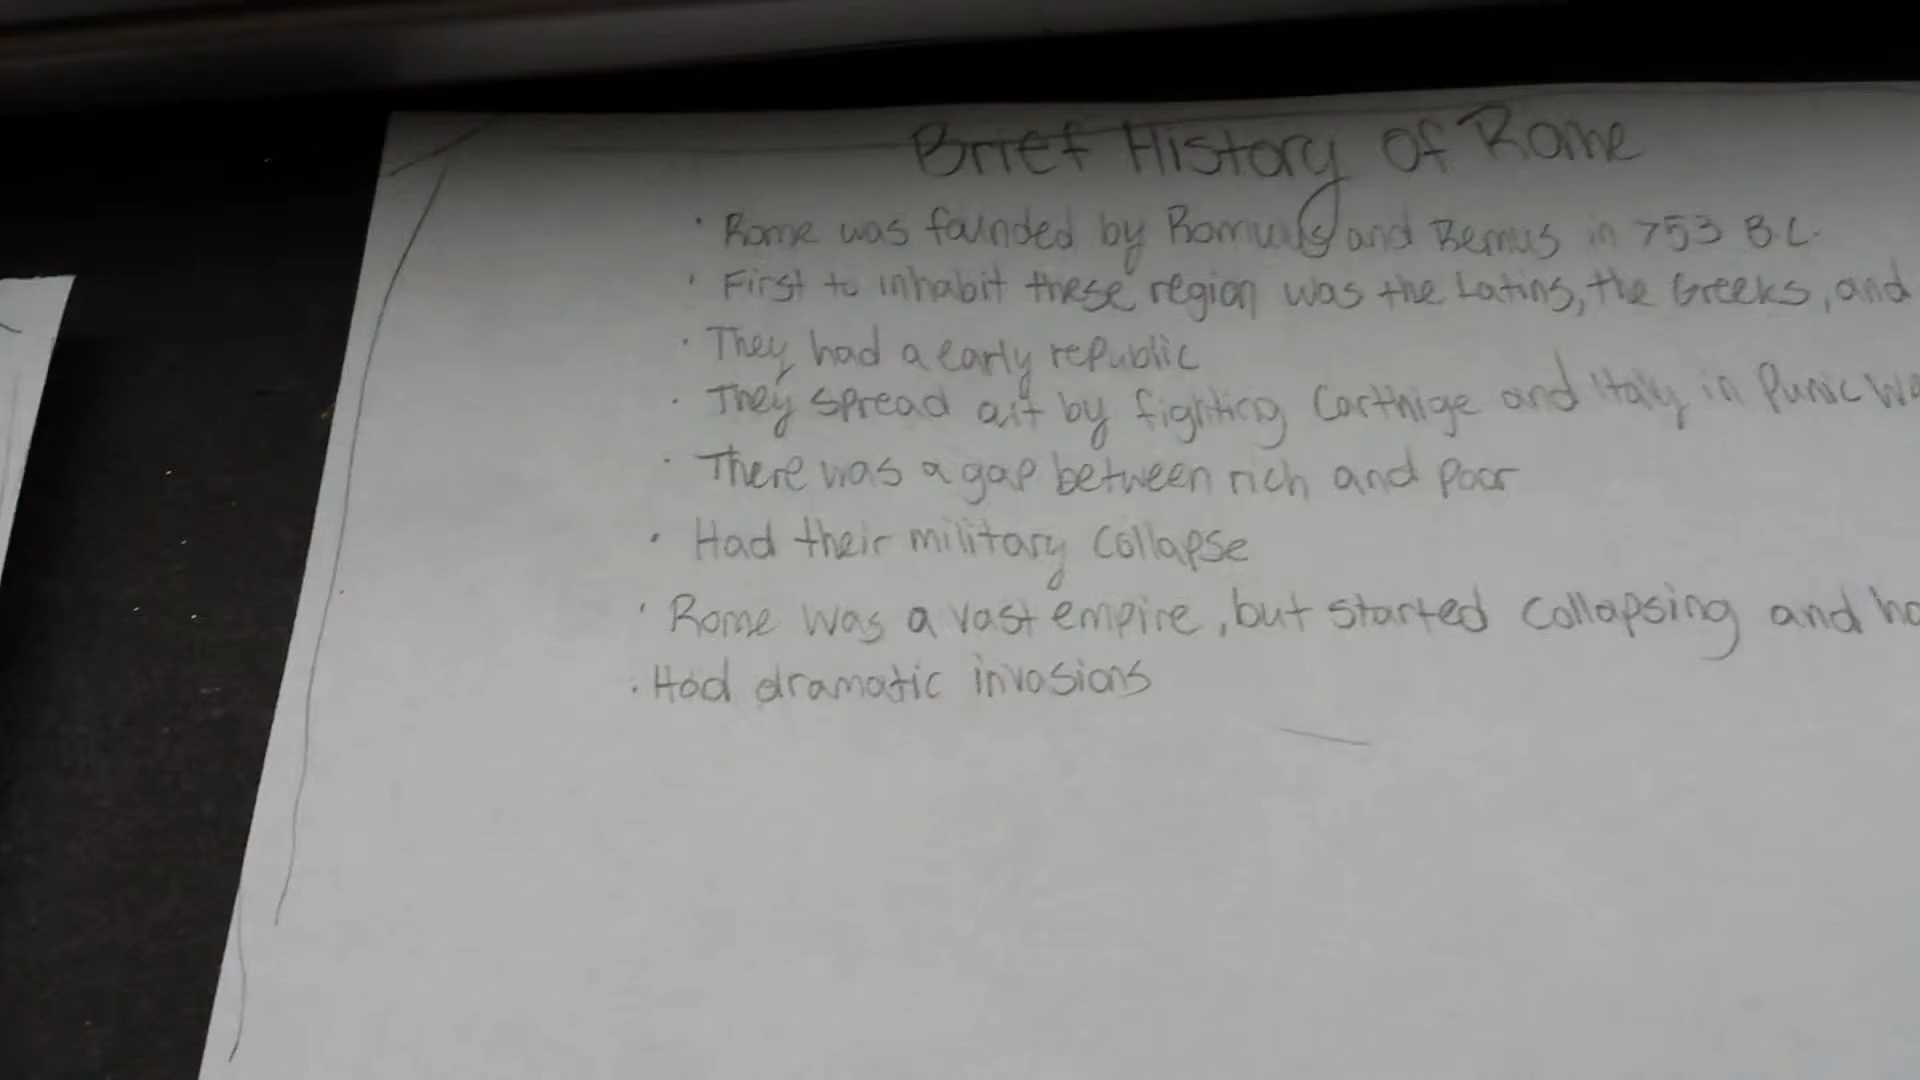 Brief History of Rome
· Rome was founded by Romulus and Remus in 753 B.C.
· First to inhabit these region was the Latins, the Greeks, and
· They had a early republic
· They spread out by fighting Carthige and Italy in Punic
· There was a gap between rich and poor
· Had their military collapse
· Rome was a vast empire, but started collapsing and
· Had dramatic invasions